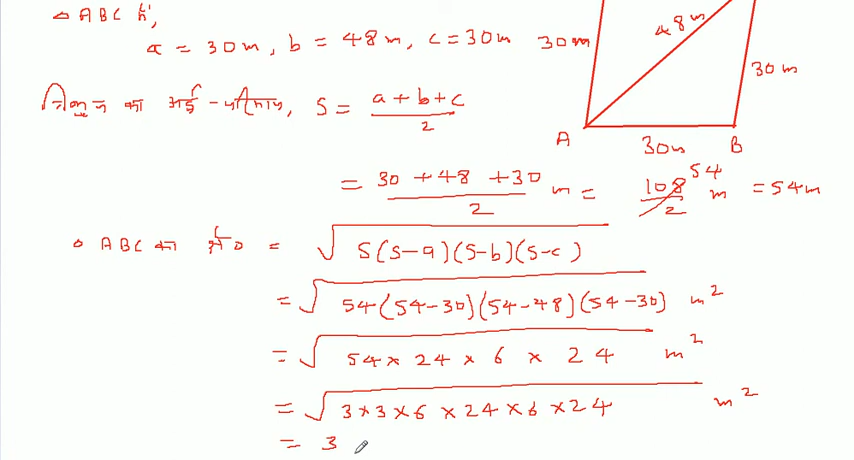 △ ABC में,
a = 30m, b = 48m, c = 30m
त्रिभुज का अर्द्ध-परिमाप, S = a+b+c / 2
= 30 + 48 + 30 / 2 m = 108 / 2 54 m = 54m
△ ABC का क्षे० = √ S(S-a)(S-b)(S-c)
= √ 54(54-30)(54-48)(54-30) m²
= √ 54 × 24 × 6 × 24 m²
= √ 3 × 3 × 6 × 24 × 6 × 24 m²
= 3
30m
48m
30m
A
30m
B